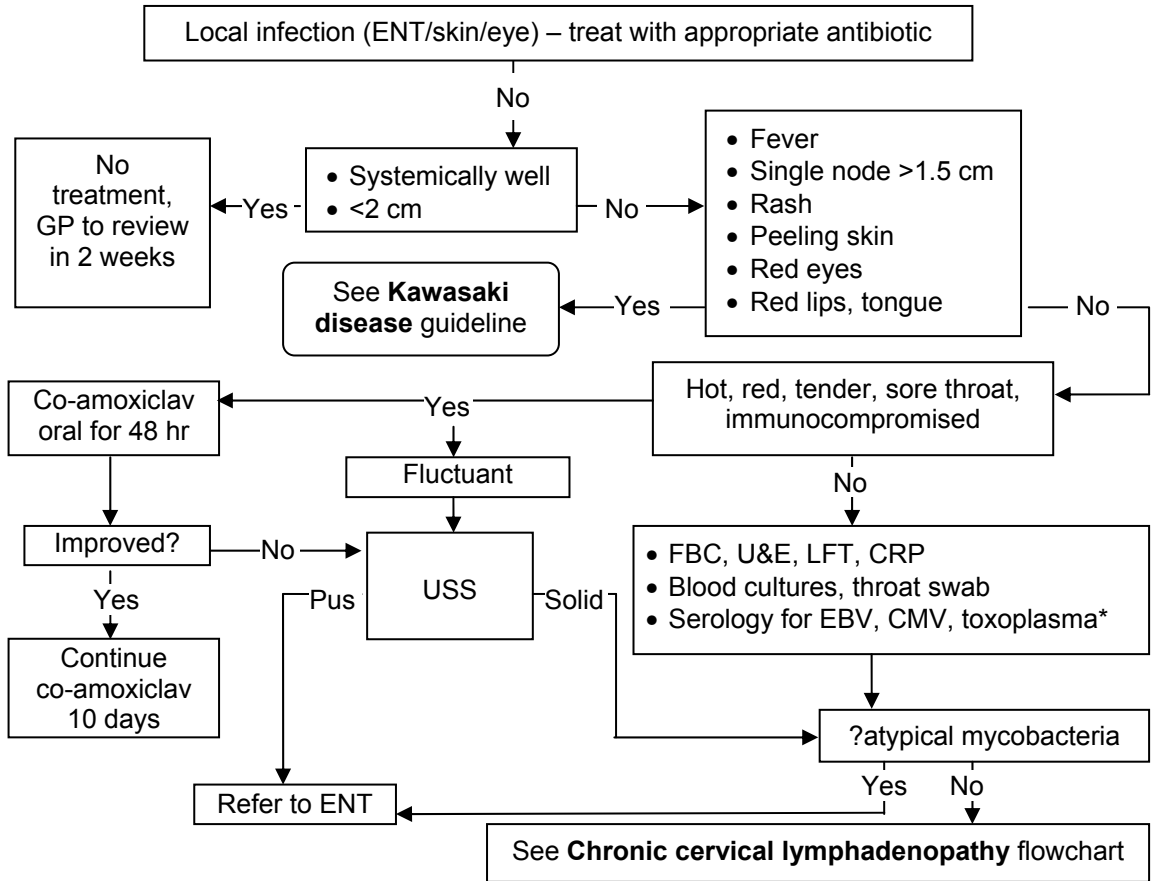 Local infection (ENT/skin/eye) – treat with appropriate antibiotic
No
No
treatment,
GP to review
in 2 weeks
Yes
• Systemically well
• <2 cm
No
• Fever
• Single node >1.5 cm
• Rash
• Peeling skin
• Red eyes
• Red lips, tongue
See Kawasaki
disease guideline
Yes
No
Co-amoxiclav
oral for 48 hr
Yes
Hot, red, tender, sore throat,
immunocompromised
Fluctuant
No
Improved?
No
USS
• FBC, U&E, LFT, CRP
• Blood cultures, throat swab
• Serology for EBV, CMV, toxoplasma*
Yes
Pus
Solid
Continue
co-amoxiclav
10 days
?atypical mycobacteria
Yes
No
Refer to ENT
See Chronic cervical lymphadenopathy flowchart